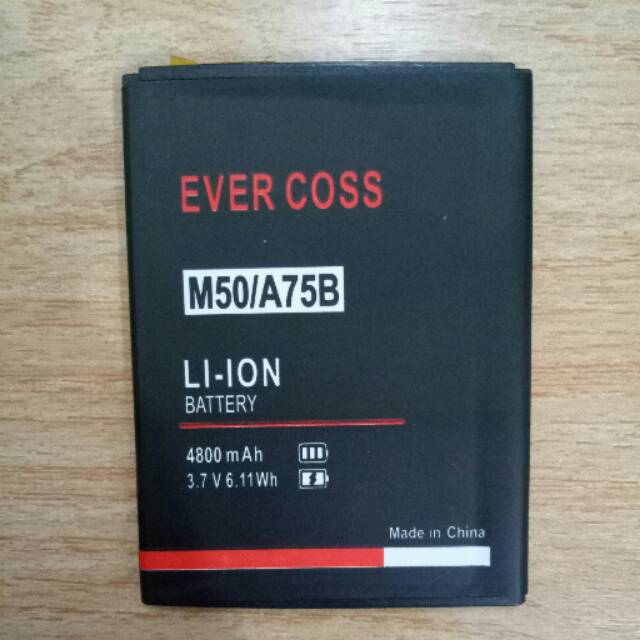 EVER COSS
M50/A75B
LI-ION
BATTERY
4800 mAh
3.7 V 6.11Wh
Made in China